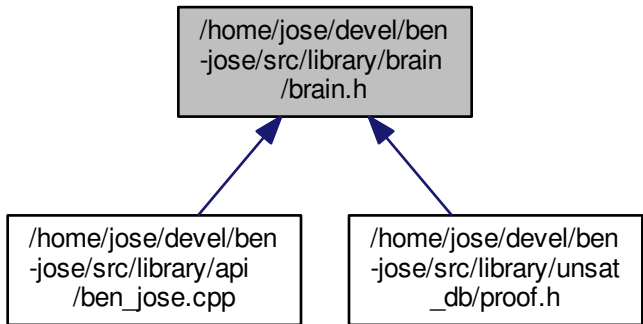 /home/jose/devel/ben
-jose/src/library/brain
/brain.h
/home/jose/devel/ben
-jose/src/library/api
/ben_jose.cpp
/home/jose/devel/ben
-jose/src/library/unsat
_db/proof.h